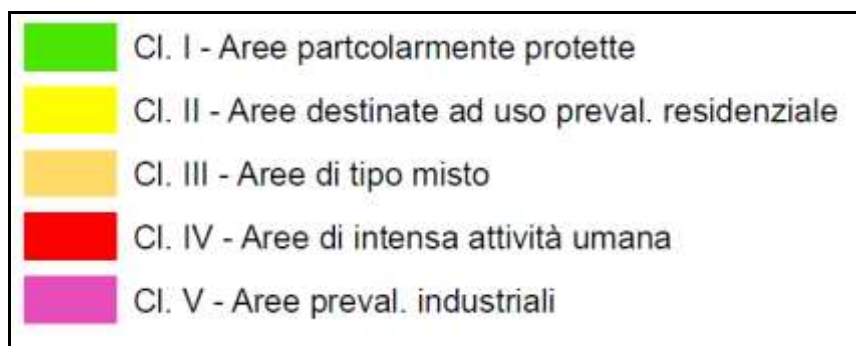 Cl. I - Aree partcolarmente protette
Cl. II - Aree destinate ad uso preval. residenziale
Cl. III - Aree di tipo misto
Cl. IV - Aree di intensa attività umana
Cl. V - Aree preval. industriali